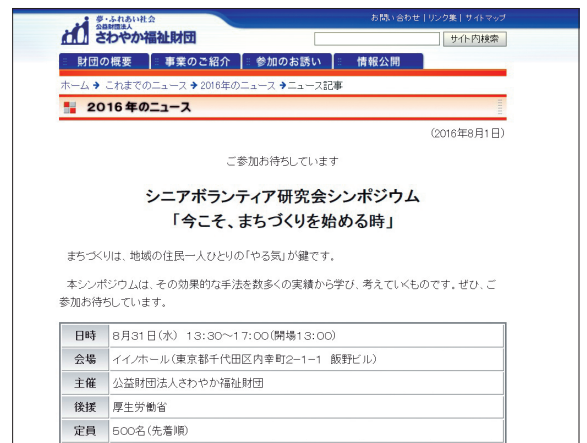 お問い合わせ | リンク集 | サイトマップ
夢・ふれあい社会
公益財団法人
さわやか福祉財団
サイト内検索
財団の概要 事業のご紹介 参加のお誘い 情報公開
ホーム → これまでのニュース → 2016年のニュース → ニュース記事
2016 年のニュース
(2016年8月1日)
ご参加お待ちしています
シニアボランティア研究会シンポジウム
「今こそ、まちづくりを始める時」
まちづくりは、地域の住民一人ひとりの「やる気」が鍵です。
本シンポジウムは、その効果的な手法を数多くの実績から学び、考えていくものです。ぜひ、ご
参加お待ちしています。
日時 8月31日(水) 13:30～17:00(開場13:00)
会場 イイノホール(東京都千代田区内幸町2-1-1 飯野ビル)
主催 公益財団法人さわやか福祉財団
後援 厚生労働省
定員 500名(先着順)